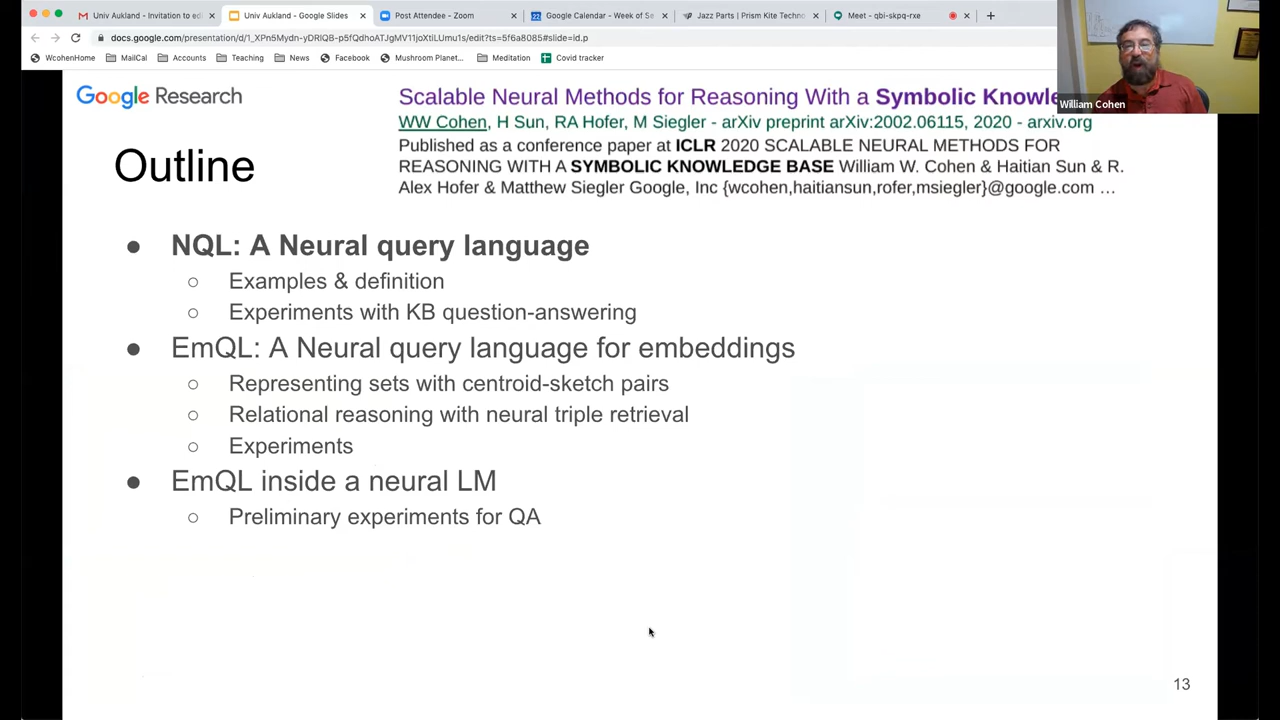 Univ Aukland - Invitation to edi
Univ Aukland - Google Slides
Post Attendee - Zoom
Google Calendar - Week of Se
Jazz Parts | Prism Kite Techno
Meet - qbi-skpq-rxe
docs.google.com/presentation/d/1_XPn5Mydn-yDRlQB-p5fQdhoATJgMV11joXtiLUmu1s/edit?ts=5f6a8085#slide=id.p
WcohenHome
MailCal
Accounts
Teaching
News
Facebook
Mushroom Planet...
Meditation
Covid tracker
William Cohen
Google Research
Scalable Neural Methods for Reasoning With a Symbolic Knowle
WW Cohen, H Sun, RA Hofer, M Siegler - arXiv preprint arXiv:2002.06115, 2020 - arxiv.org
Published as a conference paper at ICLR 2020 SCALABLE NEURAL METHODS FOR
REASONING WITH A SYMBOLIC KNOWLEDGE BASE William W. Cohen & Haitian Sun & R.
Alex Hofer & Matthew Siegler Google, Inc {wcohen,haitiansun,rofer,msiegler}@google.com …
Outline
● NQL: A Neural query language
○ Examples & definition
○ Experiments with KB question-answering
● EmQL: A Neural query language for embeddings
○ Representing sets with centroid-sketch pairs
○ Relational reasoning with neural triple retrieval
○ Experiments
● EmQL inside a neural LM
○ Preliminary experiments for QA
13